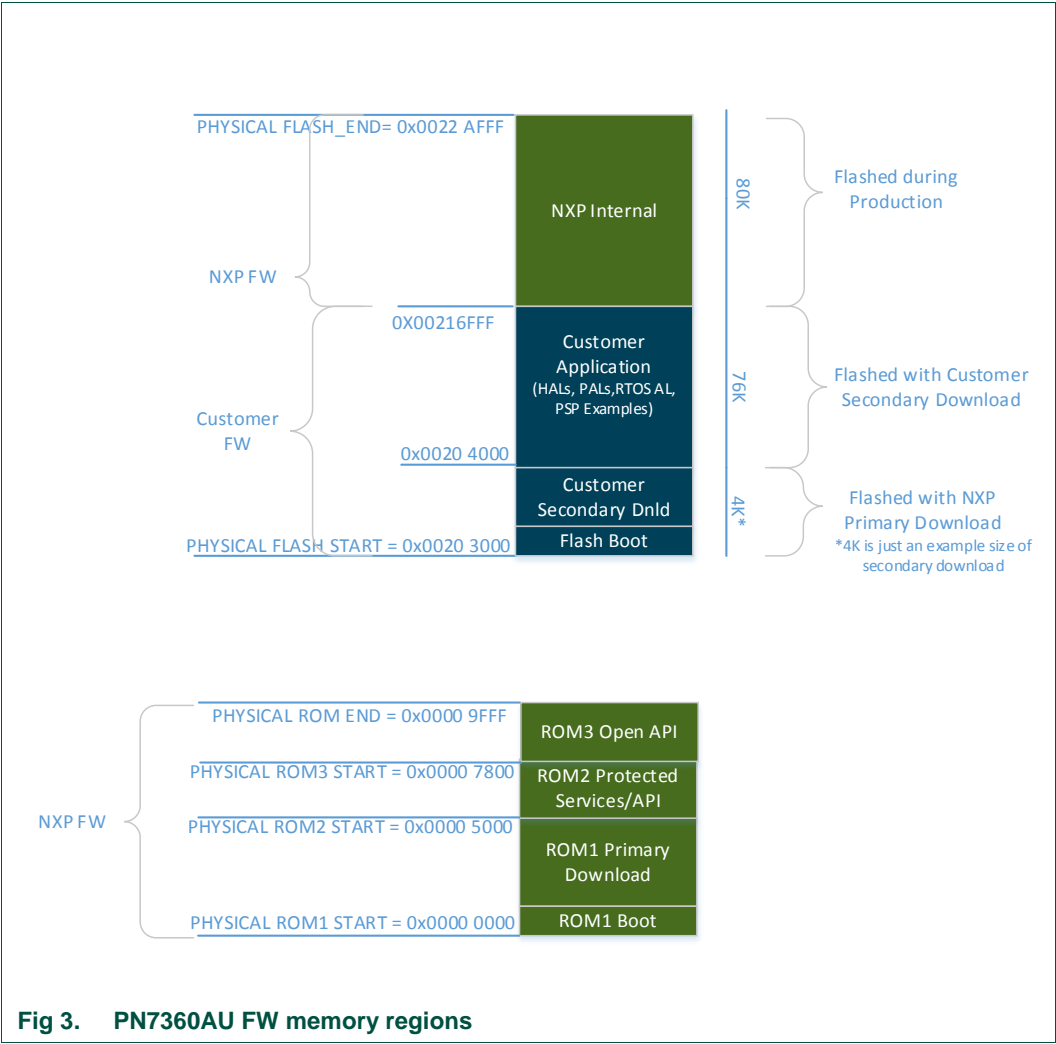 PHYSICAL FLASH_END= 0x0022 AFFF
NXP Internal
80K
Flashed during
Production
NXP FW
0X00216FFF
Customer
Application
(HALs, PALs,RTOS AL,
PSP Examples)
76K
Flashed with Customer
Secondary Download
Customer
FW
0x0020 4000
Customer
Secondary Dnld
4K*
Flashed with NXP
Primary Download
*4K is just an example size of
secondary download
PHYSICAL FLASH START = 0x0020 3000
Flash Boot
PHYSICAL ROM END = 0x0000 9FFF
ROM3 Open API
PHYSICAL ROM3 START = 0x0000 7800
ROM2 Protected
Services/API
NXP FW
PHYSICAL ROM2 START = 0x0000 5000
ROM1 Primary
Download
PHYSICAL ROM1 START = 0x0000 0000
ROM1 Boot
Fig 3. PN7360AU FW memory regions